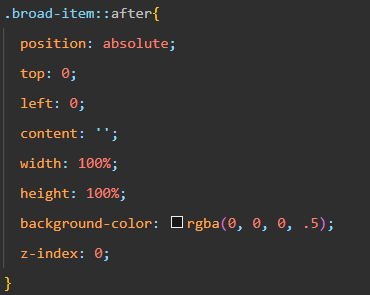 .broad-item::after{
position: absolute;
top: 0;
left: 0;
content: '';
width: 100%;
height: 100%;
background-color: rgba(0, 0, 0, .5);
z-index: 0;
}